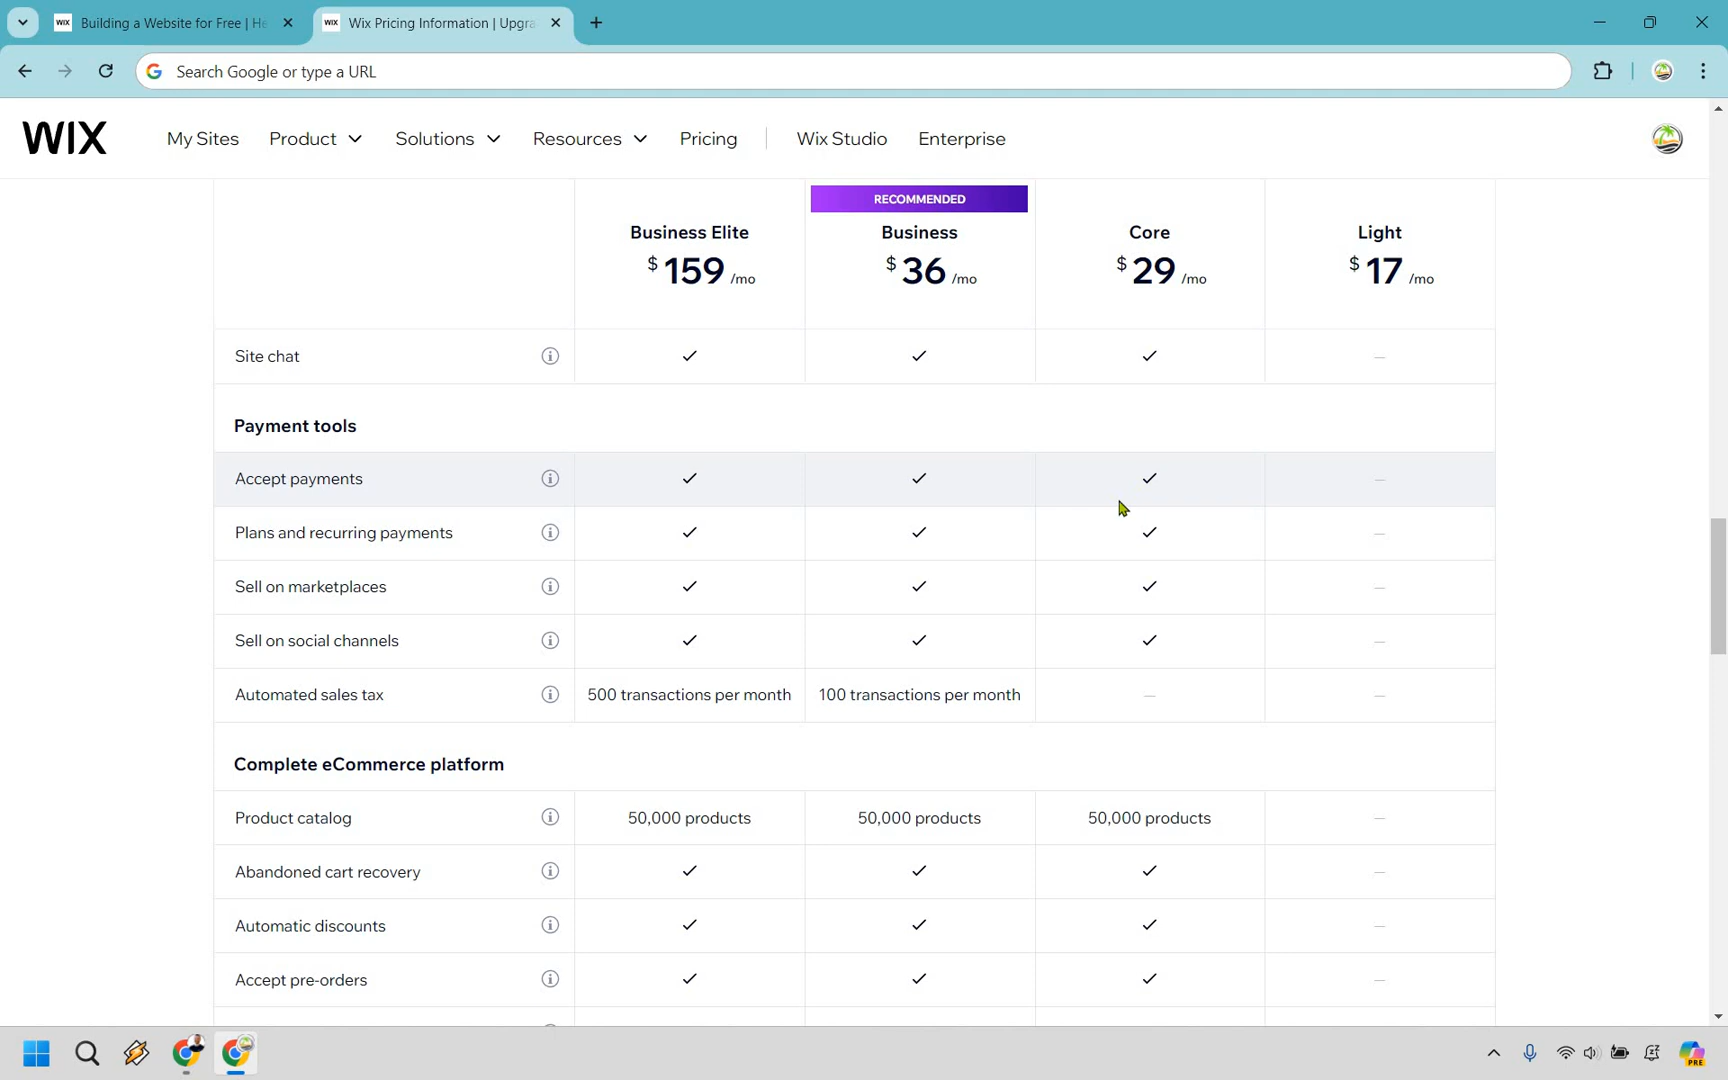 WIX Building a Website for Free | He
WIX Wix Pricing Information | Upgra
Search Google or type a URL
WIX My Sites Product Solutions Resources Pricing Wix Studio Enterprise
RECOMMENDED
Business Elite Business Core Light
$ 159 /mo $ 36 /mo $ 29 /mo $ 17 /mo
Site chat
Payment tools
Accept payments
Plans and recurring payments
Sell on marketplaces
Sell on social channels
Automated sales tax 500 transactions per month 100 transactions per month
Complete eCommerce platform
Product catalog 50,000 products 50,000 products 50,000 products
Abandoned cart recovery
Automatic discounts
Accept pre-orders
PRE